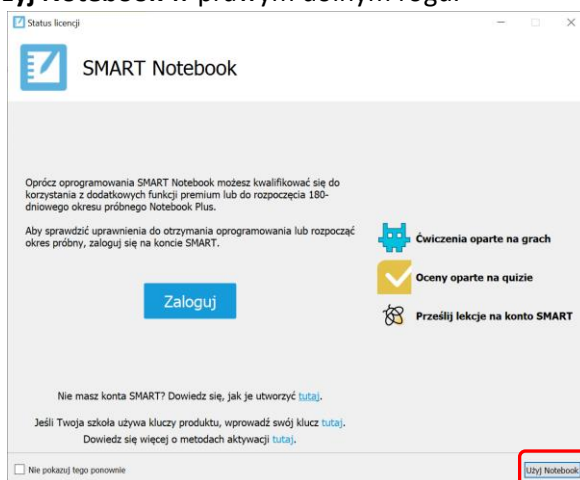 żyj Notebook w prawym dolnym rogu.
Status licencji
SMART Notebook
Oprócz oprogramowania SMART Notebook możesz kwalifikować się do
korzystania z dodatkowych funkcji premium lub do rozpoczęcia 180-
dniowego okresu próbnego Notebook Plus.
Aby sprawdzić uprawnienia do otrzymania oprogramowania lub rozpocząć
okres próbny, zaloguj się na koncie SMART.
Ćwiczenia oparte na grach
Oceny oparte na quizie
Prześlij lekcje na konto SMART
Zaloguj
Nie masz konta SMART? Dowiedz się, jak je utworzyć tutaj.
Jeśli Twoja szkoła używa kluczy produktu, wprowadź swój klucz tutaj.
Dowiedz się więcej o metodach aktywacji tutaj.
Nie pokazuj tego ponownie
Użyj Notebook